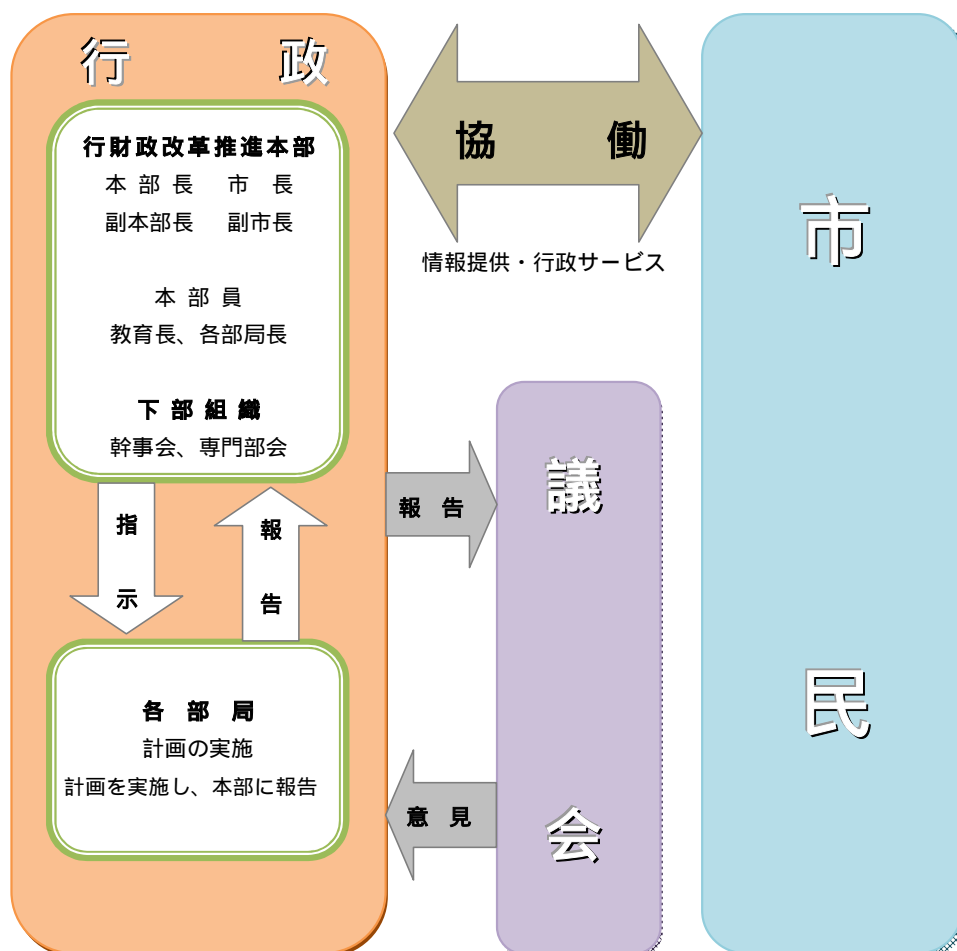 行政
行財政改革推進本部
本部長 市長
副本部長 副市長
本部員
教育長、各部局長
下部組織
幹事会、専門部会
指示
報告
各部局
計画の実施
計画を実施し、本部に報告
協働
情報提供・行政サービス
報告
意見
議会
市民